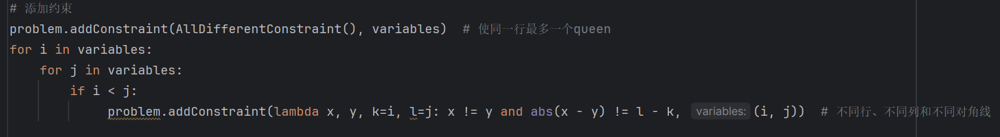 # 添加约束
problem.addConstraint(AllDifferentConstraint(), variables)  # 使同一行最多一个queen
for i in variables:
    for j in variables:
        if i < j:
            problem.addConstraint(lambda x, y, k=i, l=j: x != y and abs(x - y) != l - k, variables: (i, j))  # 不同行、不同列和不同对角线